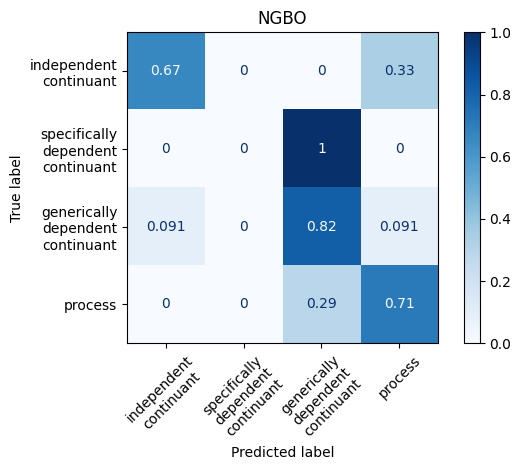 NGBO
independent
continuant
0.67
0
0
0.33
specifically
dependent
continuant
0
0
1
0
generically
dependent
continuant
0.091
0
0.82
0.091
process
0
0
0.29
0.71
True label
independent
continuant
specifically
dependent
continuant
generically
dependent
continuant
process
Predicted label
1.0
0.8
0.6
0.4
0.2
0.0